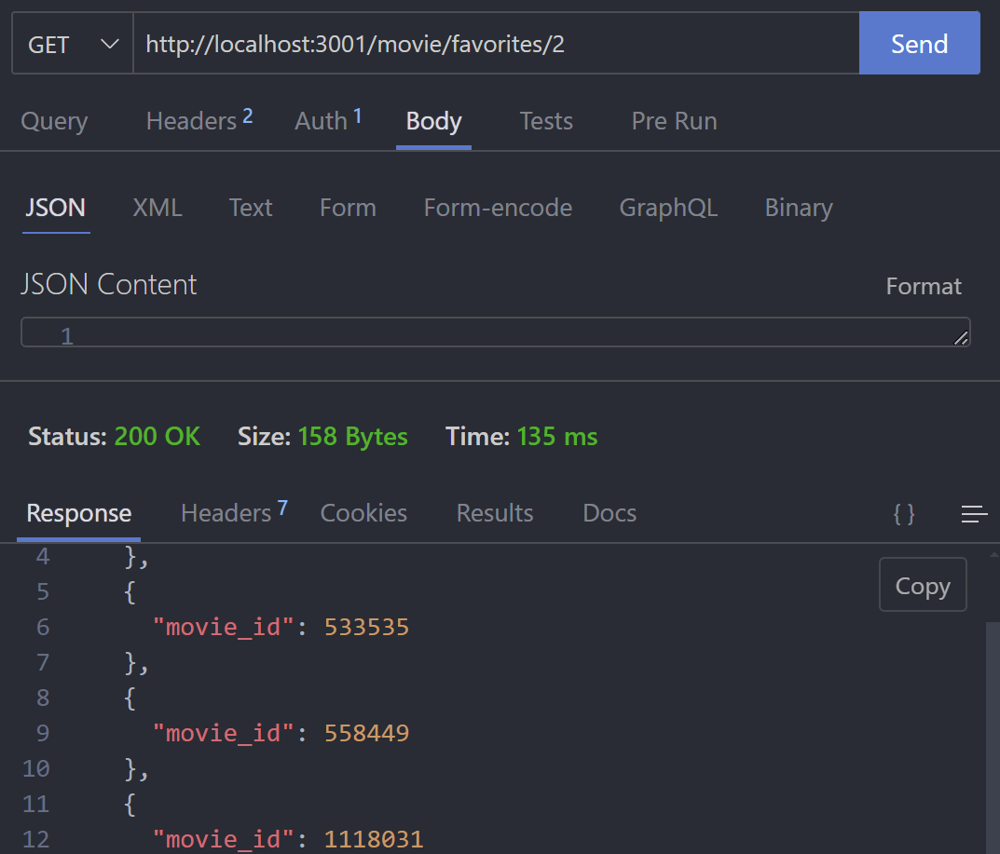 GET http://localhost:3001/movie/favorites/2 Send
Query Headers 2 Auth 1 Body Tests Pre Run
JSON XML Text Form Form-encode GraphQL Binary
JSON Content Format
1
Status: 200 OK Size: 158 Bytes Time: 135 ms
Response Headers 7 Cookies Results Docs { }
4 },
Copy
5 {
6 "movie_id": 533535
7 },
8 {
9 "movie_id": 558449
10 },
11 {
12 "movie_id": 1118031